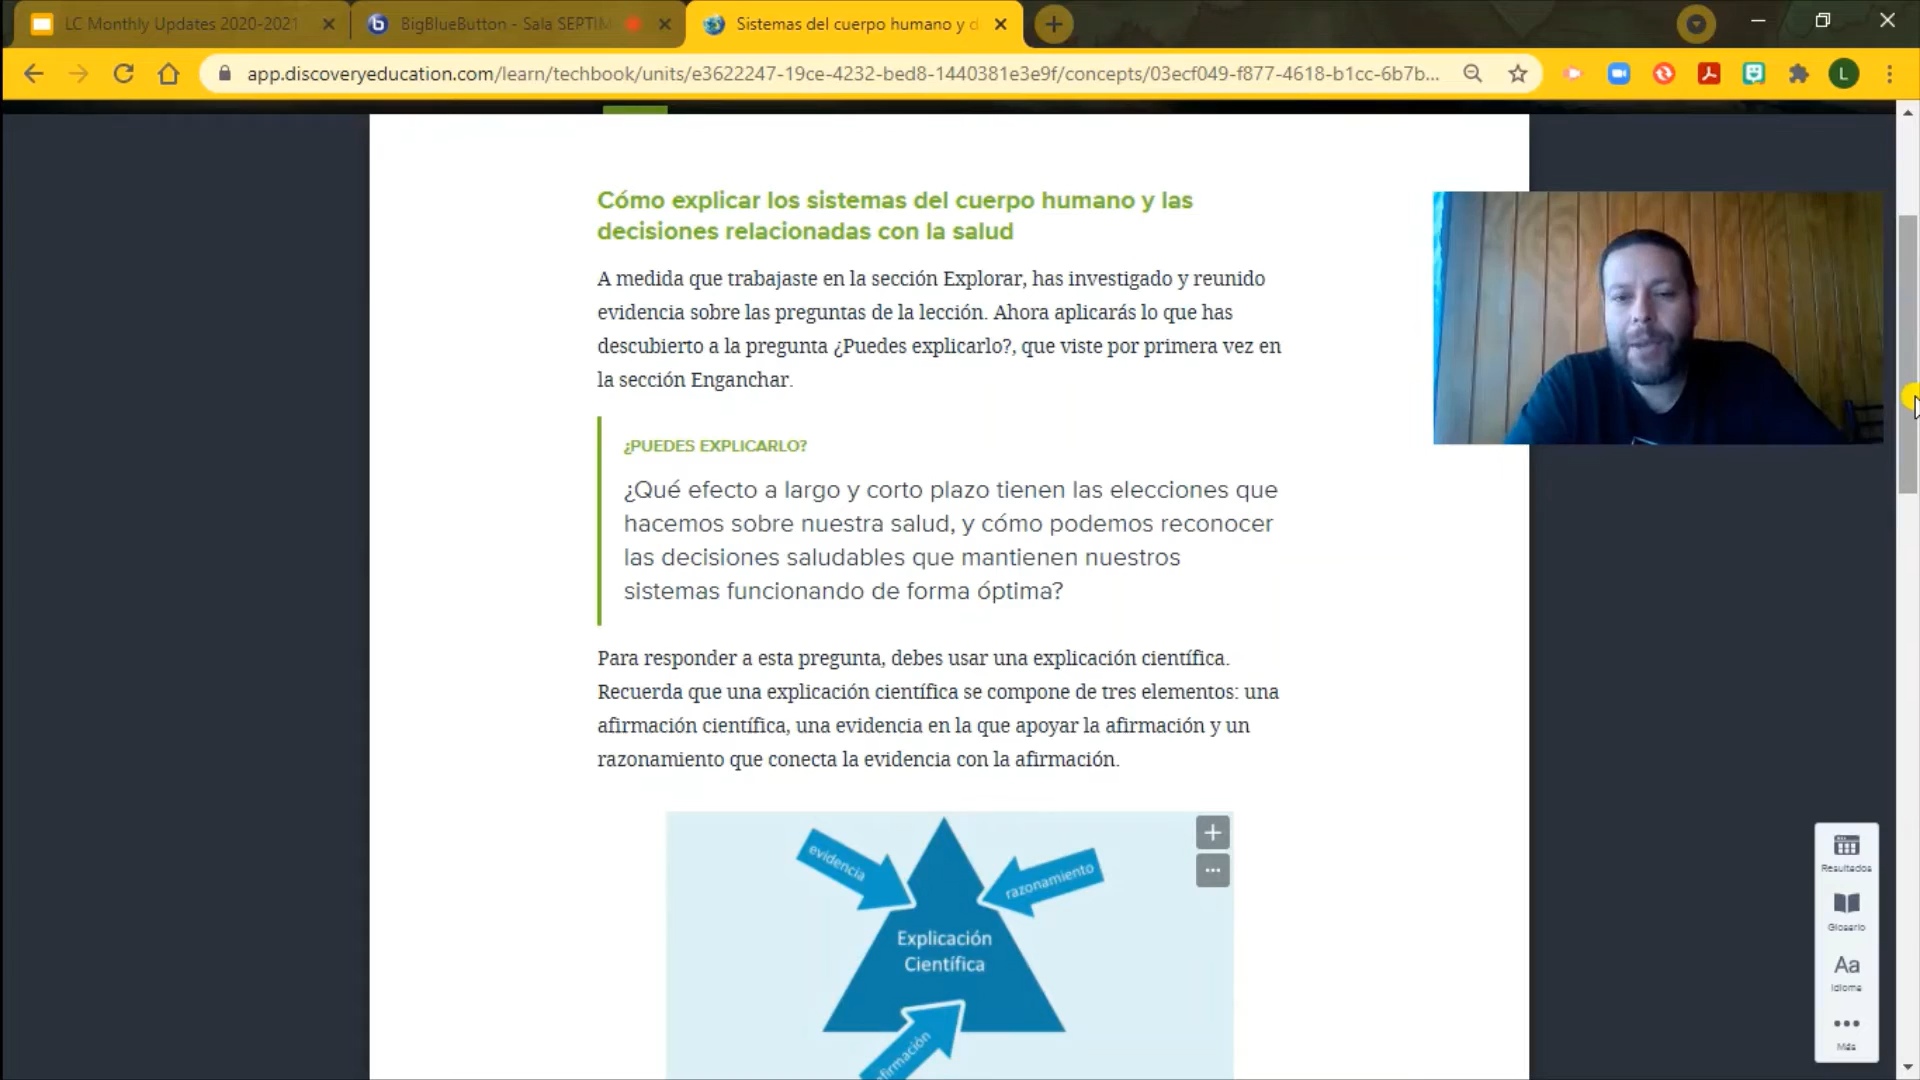 LC Monthly Updates 2020-2021
BigBlueButton - Sala SEPTIM
Sistemas del cuerpo humano y d
app.discoveryeducation.com/learn/techbook/units/e3622247-19ce-4232-bed8-1440381e3e9f/concepts/03ecf049-f877-4618-b1cc-6b7b...
L
Cómo explicar los sistemas del cuerpo humano y las
decisiones relacionadas con la salud
A medida que trabajaste en la sección Explorar, has investigado y reunido
evidencia sobre las preguntas de la lección. Ahora aplicarás lo que has
descubierto a la pregunta ¿Puedes explicarlo?, que viste por primera vez en
la sección Enganchar.
¿PUEDES EXPLICARLO?
¿Qué efecto a largo y corto plazo tienen las elecciones que
hacemos sobre nuestra salud, y cómo podemos reconocer
las decisiones saludables que mantienen nuestros
sistemas funcionando de forma óptima?
Para responder a esta pregunta, debes usar una explicación científica.
Recuerda que una explicación científica se compone de tres elementos: una
afirmación científica, una evidencia en la que apoyar la afirmación y un
razonamiento que conecta la evidencia con la afirmación.
evidencia
razonamiento
Explicación
Científica
afirmación
Resultados
Glosario
Aa
Idioma
Más